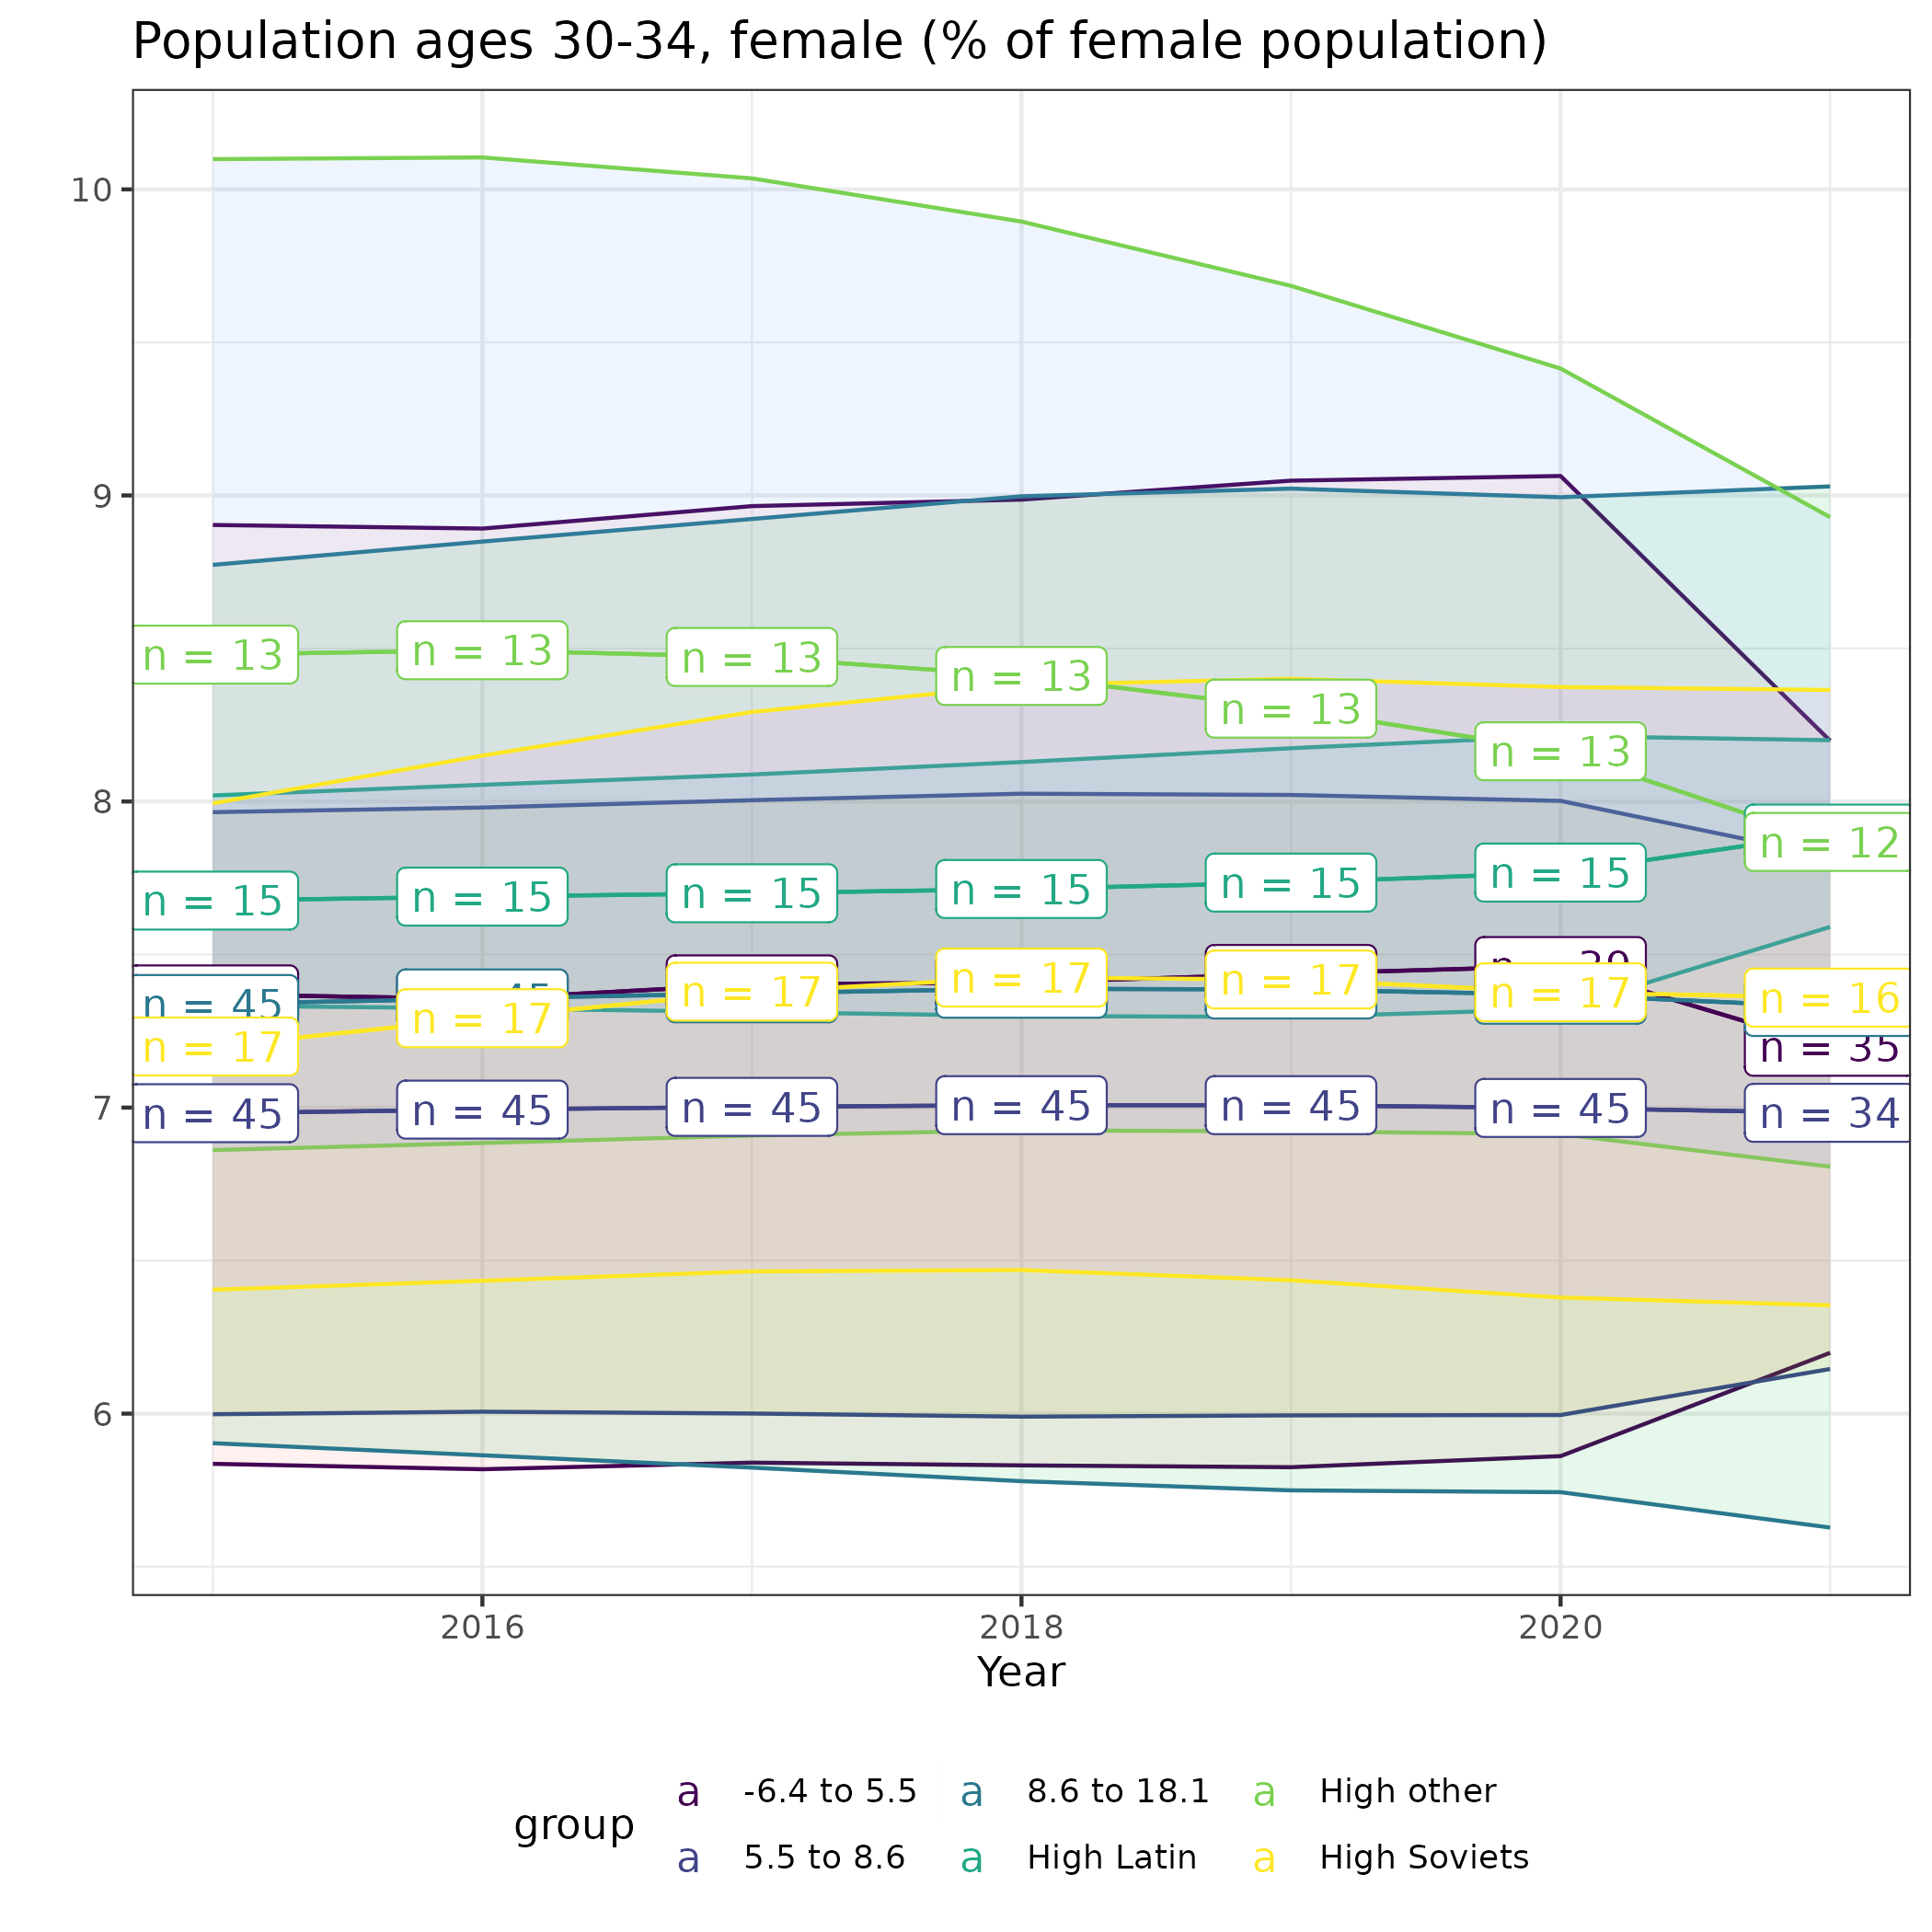 Population ages 30-34, female (% of female population)
10
9
8
7
6
n = 13
n = 13
n = 13
n = 13
n = 13
n = 13
n = 12
n = 15
n = 15
n = 15
n = 15
n = 15
n = 15
n = 45
n = 17
n = 17
n = 17
n = 17
n = 17
n = 17
n = 16
n = 35
n = 45
n = 45
n = 45
n = 45
n = 45
n = 45
n = 34
2016
2018
2020
Year
group
a -6.4 to 5.5
a 8.6 to 18.1
a High other
a 5.5 to 8.6
a High Latin
a High Soviets